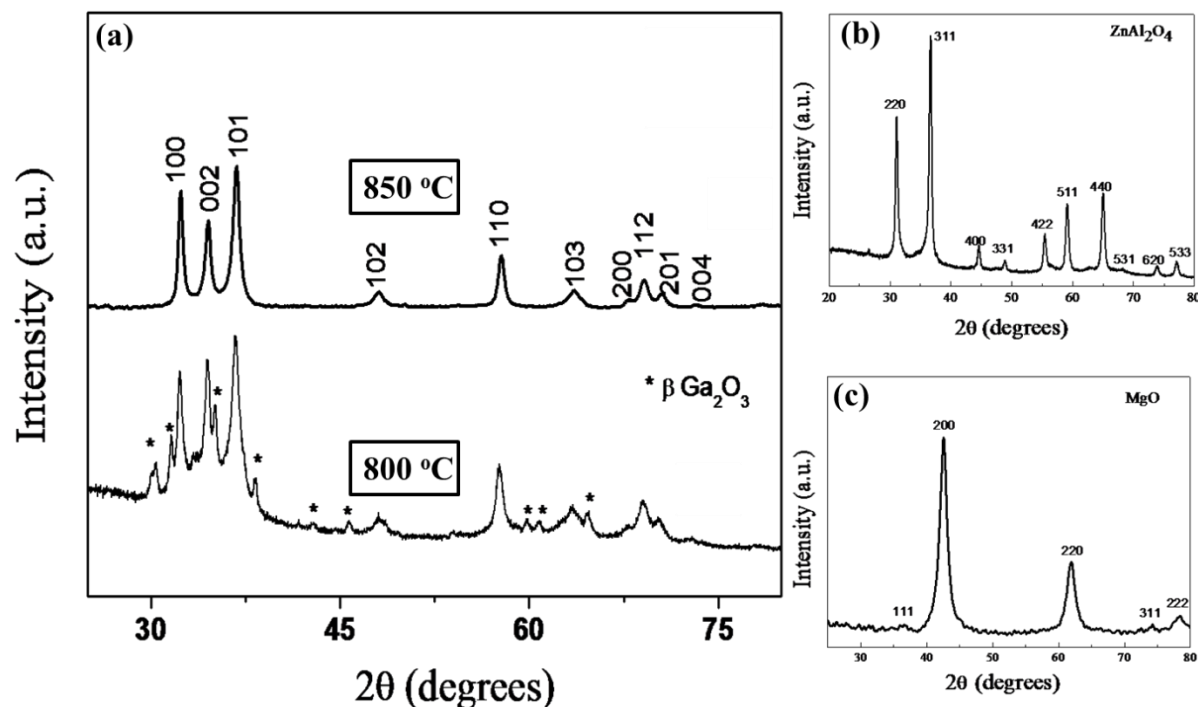 (a)
Intensity (a.u.)
100
002
101
850 °C
102
110
103
200
112
201
004
* β Ga₂O₃
* * * *
800 °C
* * * * * *
30 45 60 75
2θ (degrees)
(b)
ZnAl₂O₄
Intensity (a.u.)
220
311
400
331
422
511
440
531
620
533
20 30 40 50 60 70 80
2θ (degrees)
(c)
MgO
Intensity (a.u.)
111
200
220
311
222
30 40 50 60 70 80
2θ (degrees)